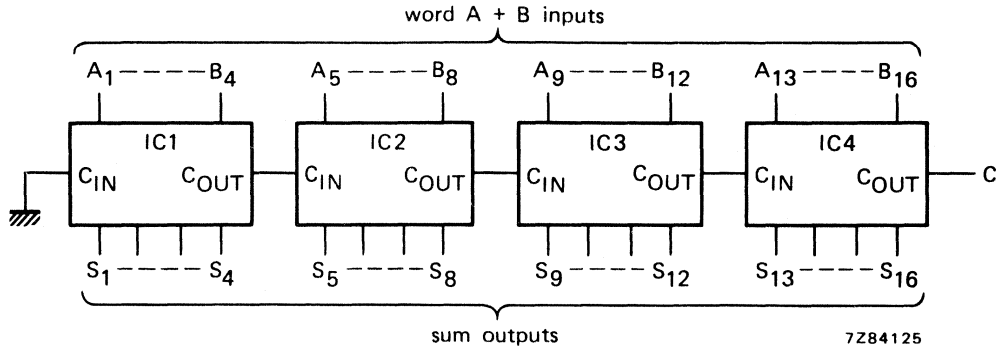 word A + B inputs
A1 ---- B4 A5 ---- B8 A9 ---- B12 A13 ---- B16
IC1 IC2 IC3 IC4
CIN COUT CIN COUT CIN COUT CIN COUT C
S1 ---- S4 S5 ---- S8 S9 ---- S12 S13 ---- S16
sum outputs
7Z84125